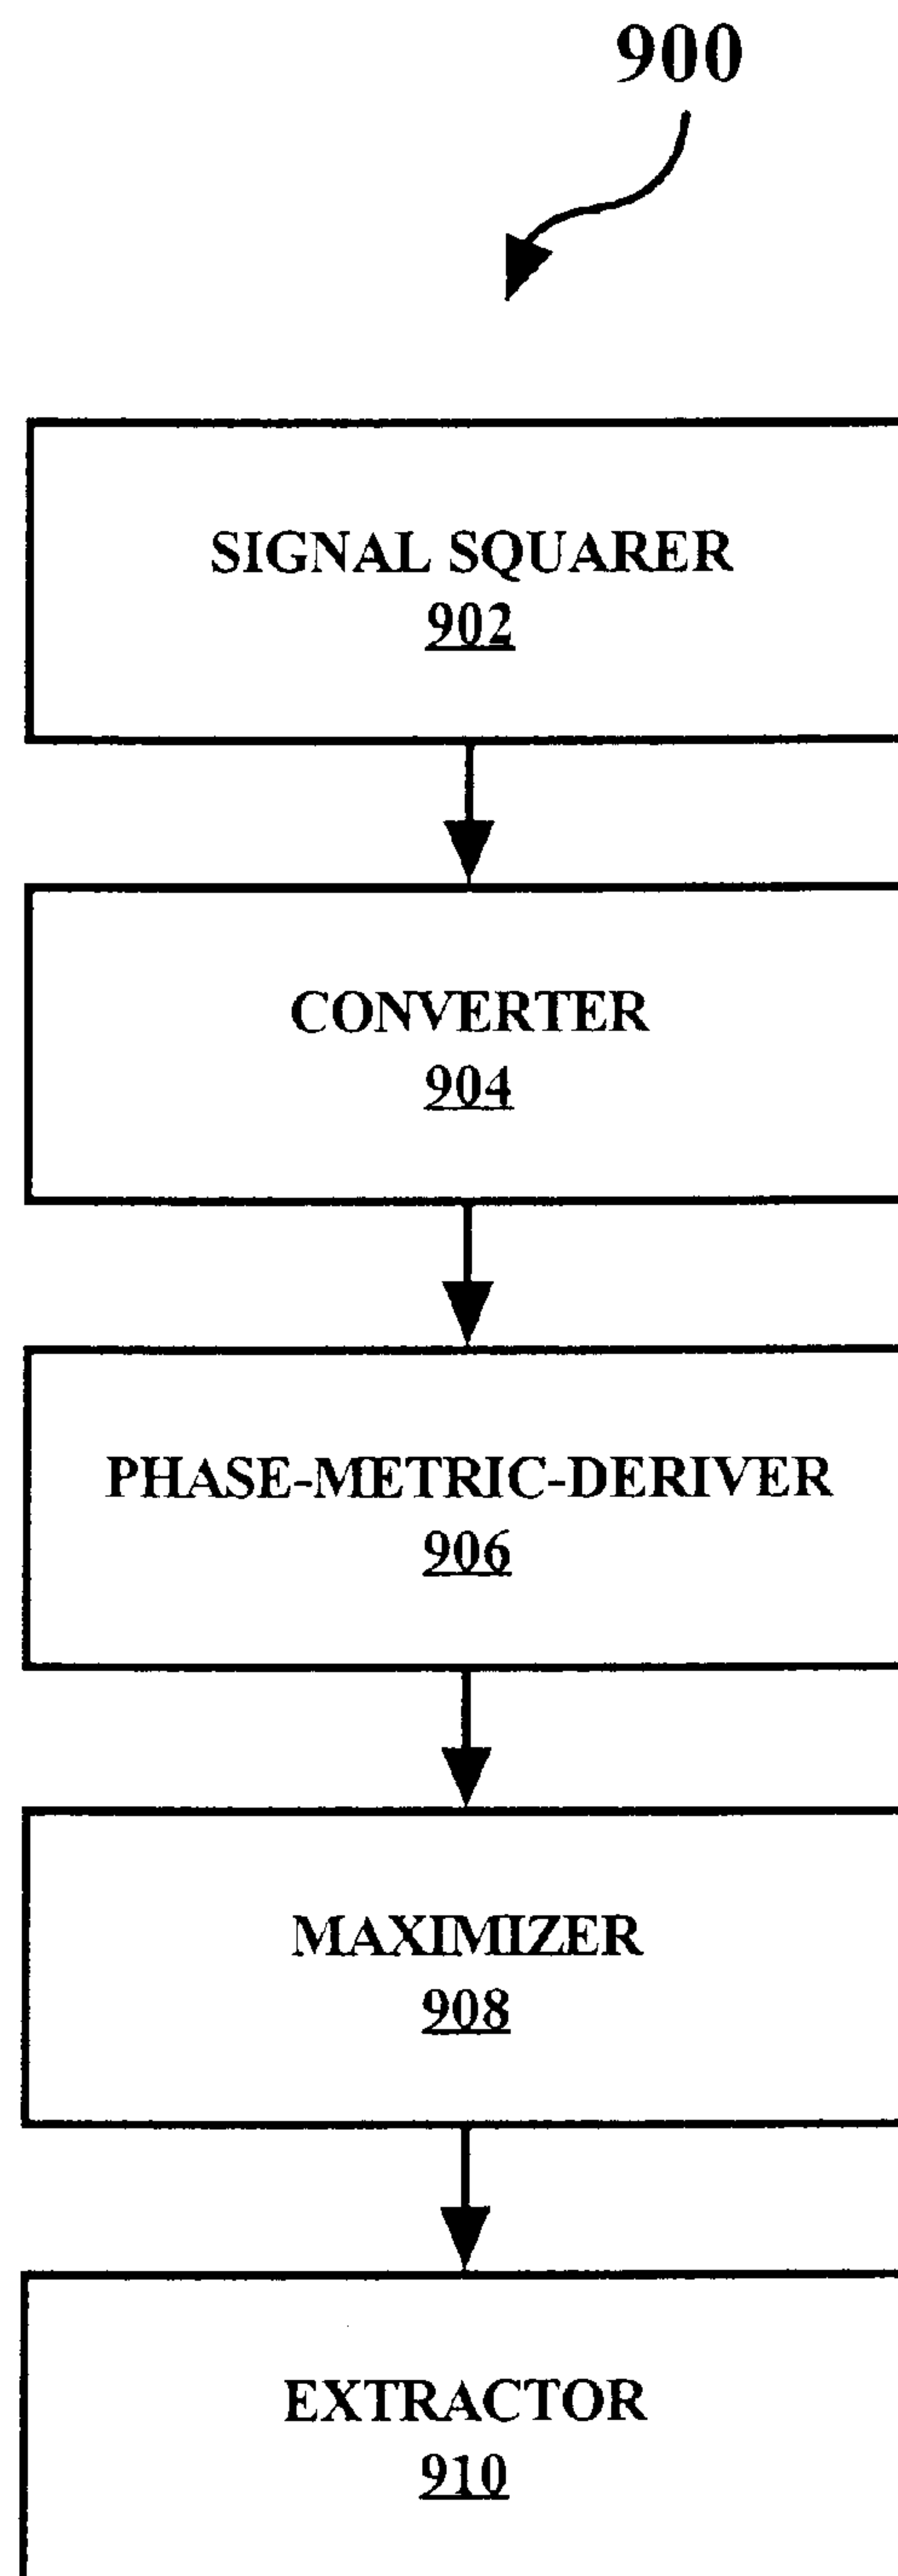 900
SIGNAL SQUARER
902
CONVERTER
904
PHASE-METRIC-DERIVER
906
MAXIMIZER
908
EXTRACTOR
910